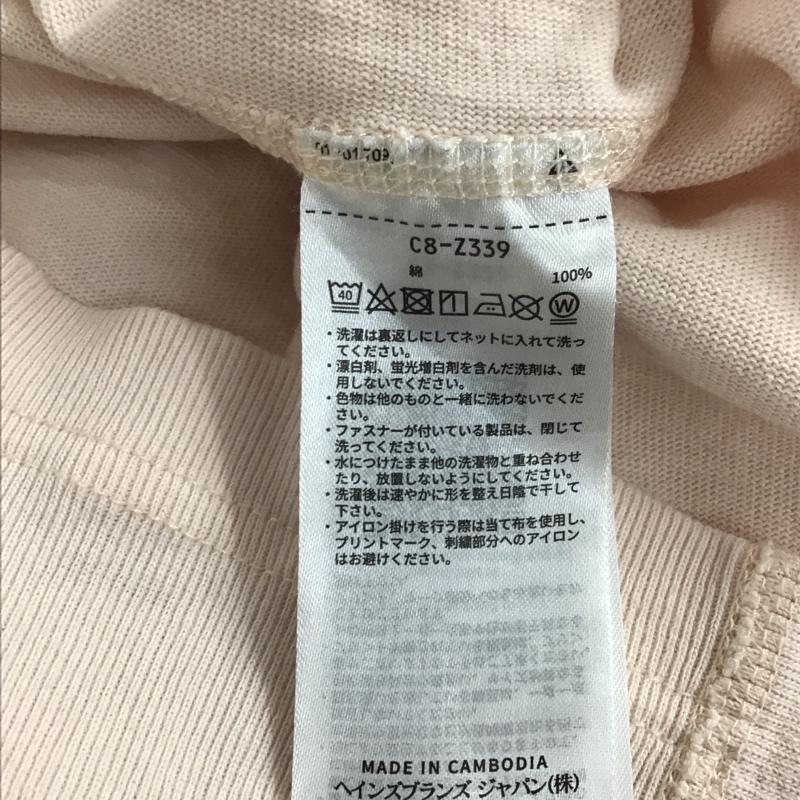 C8-Z339
綿 100%
40
W
・洗濯は裏返しにしてネットに入れて洗っ
てください。
・漂白剤、蛍光増白剤を含んだ洗剤は、使
用しないでください。
・色物は他のものと一緒に洗わないでくだ
さい。
・ファスナーが付いている製品は、閉じて
洗ってください。
・水につけたまま他の洗濯物と重ね合わせ
たり、放置しないようにしてください。
・洗濯後は速やかに形を整え日陰で干して
下さい。
・アイロン掛けを行う際は当て布を使用し、
プリントマーク、刺繍部分へのアイロン
はお避けください。
MADE IN CAMBODIA
ヘインズブランズ ジャパン(株)